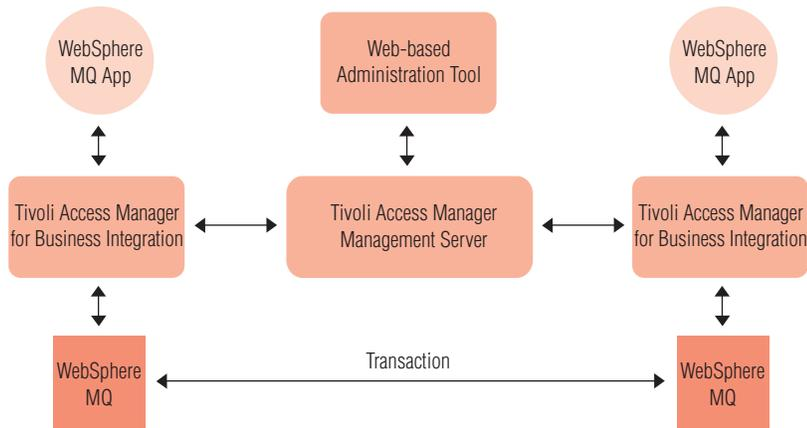 WebSphere
MQ App
Web-based
Administration Tool
WebSphere
MQ App
Tivoli Access Manager
for Business Integration
Tivoli Access Manager
Management Server
Tivoli Access Manager
for Business Integration
WebSphere
MQ
Transaction
WebSphere
MQ